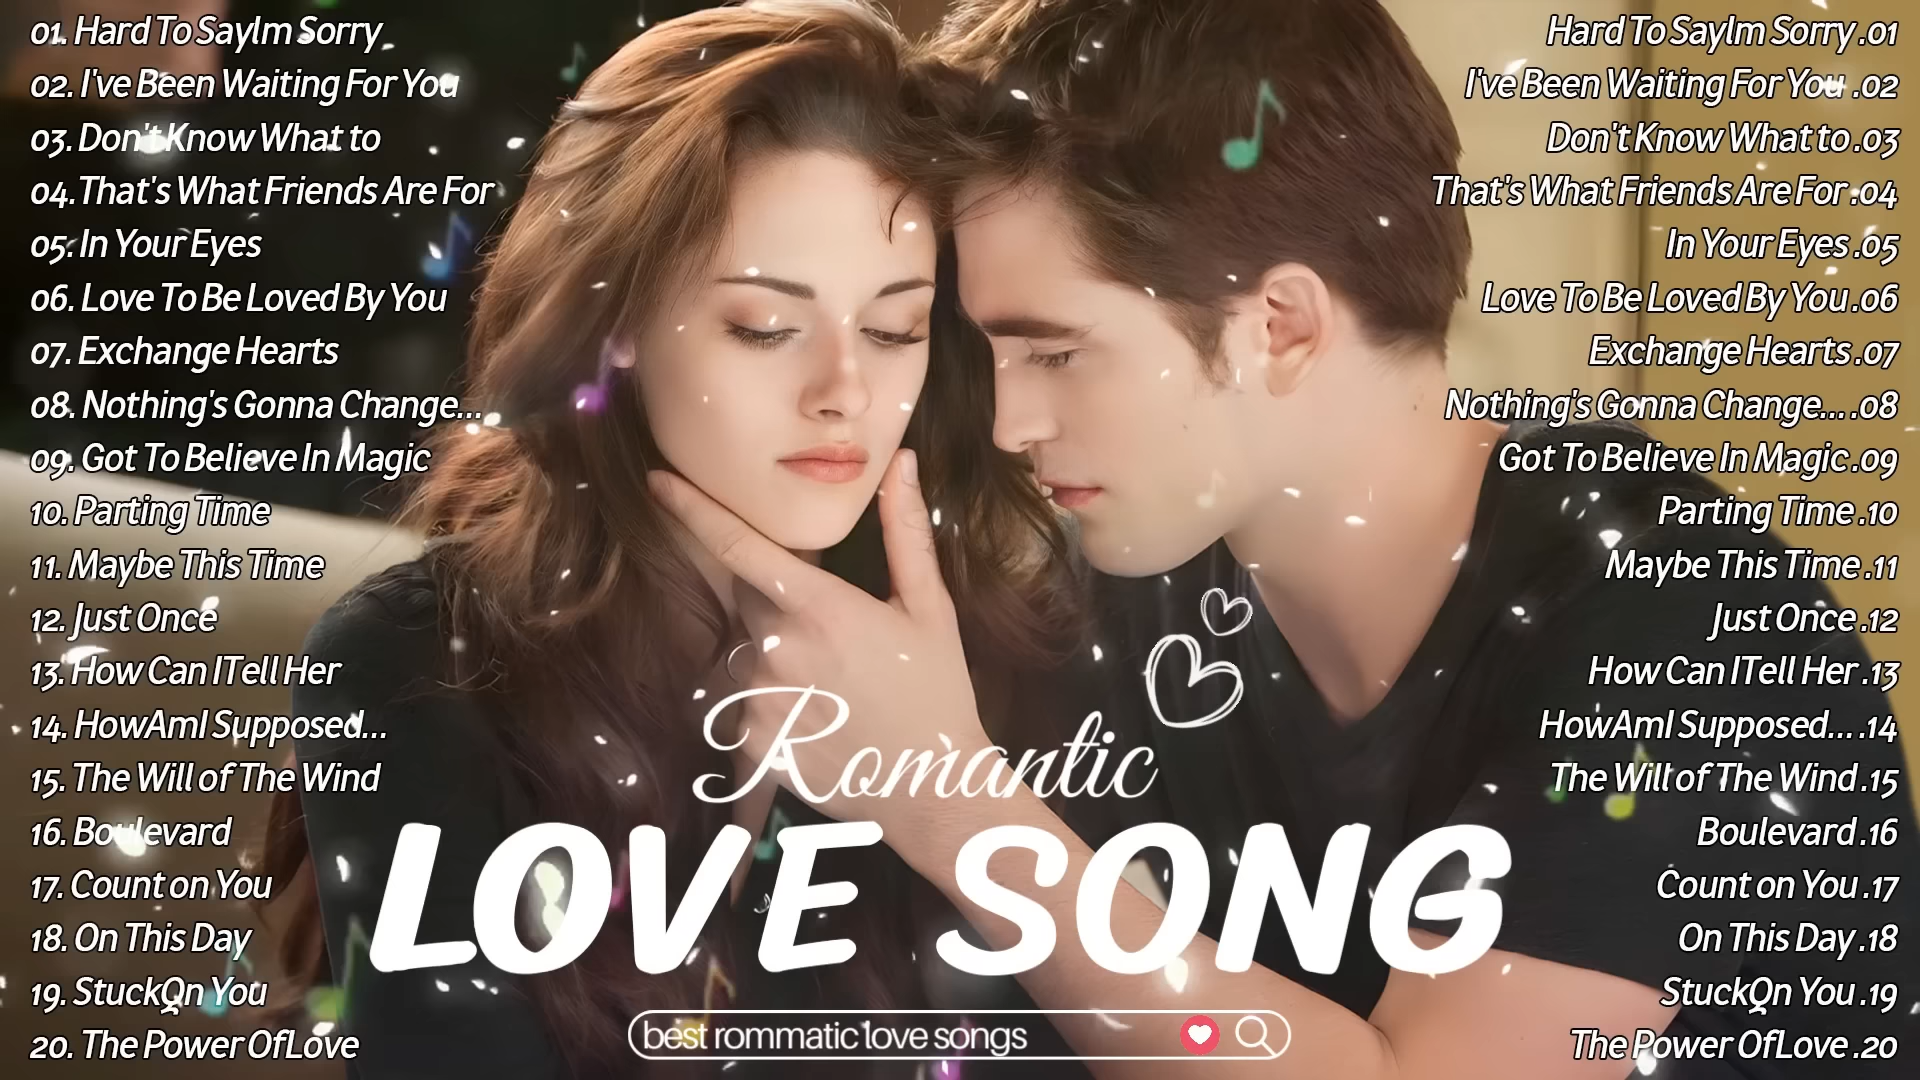 01. Hard To SayIm Sorry
02. I've Been Waiting For You
03. Don't Know What to
04. That's What Friends Are For
05. In Your Eyes
06. Love To Be Loved By You
07. Exchange Hearts
08. Nothing's Gonna Change...
09. Got To Believe In Magic
10. Parting Time
11. Maybe This Time
12. Just Once
13. How Can ITell Her
14. HowAmI Supposed...
15. The Will of The Wind
16. Boulevard
17. Count on You
18. On This Day
19. StuckOn You
20. The Power OfLove
Hard To SayIm Sorry .01
I've Been Waiting For You .02
Don't Know What to .03
That's What Friends Are For .04
In Your Eyes .05
Love To Be Loved By You .06
Exchange Hearts .07
Nothing's Gonna Change... .08
Got To Believe In Magic .09
Parting Time .10
Maybe This Time .11
Just Once .12
How Can ITell Her .13
HowAmI Supposed... .14
The Will of The Wind .15
Boulevard .16
Count on You .17
On This Day .18
StuckOn You .19
The Power OfLove .20
Romantic
LOVE SONG
best rommatic love songs